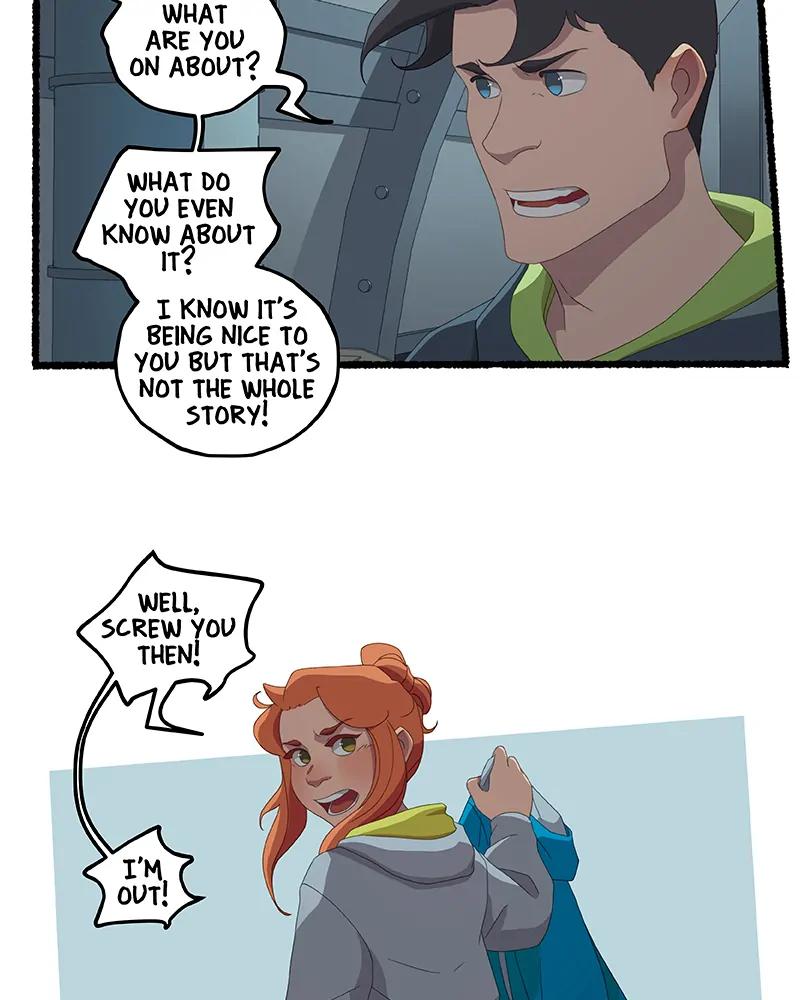 WHAT
ARE YOU
ON ABOUT?
WHAT DO
YOU EVEN
KNOW ABOUT
IT?
I KNOW IT'S
BEING NICE TO
YOU BUT THAT'S
NOT THE WHOLE
STORY!
WELL,
SCREW YOU
THEN!
I'M
OUT!